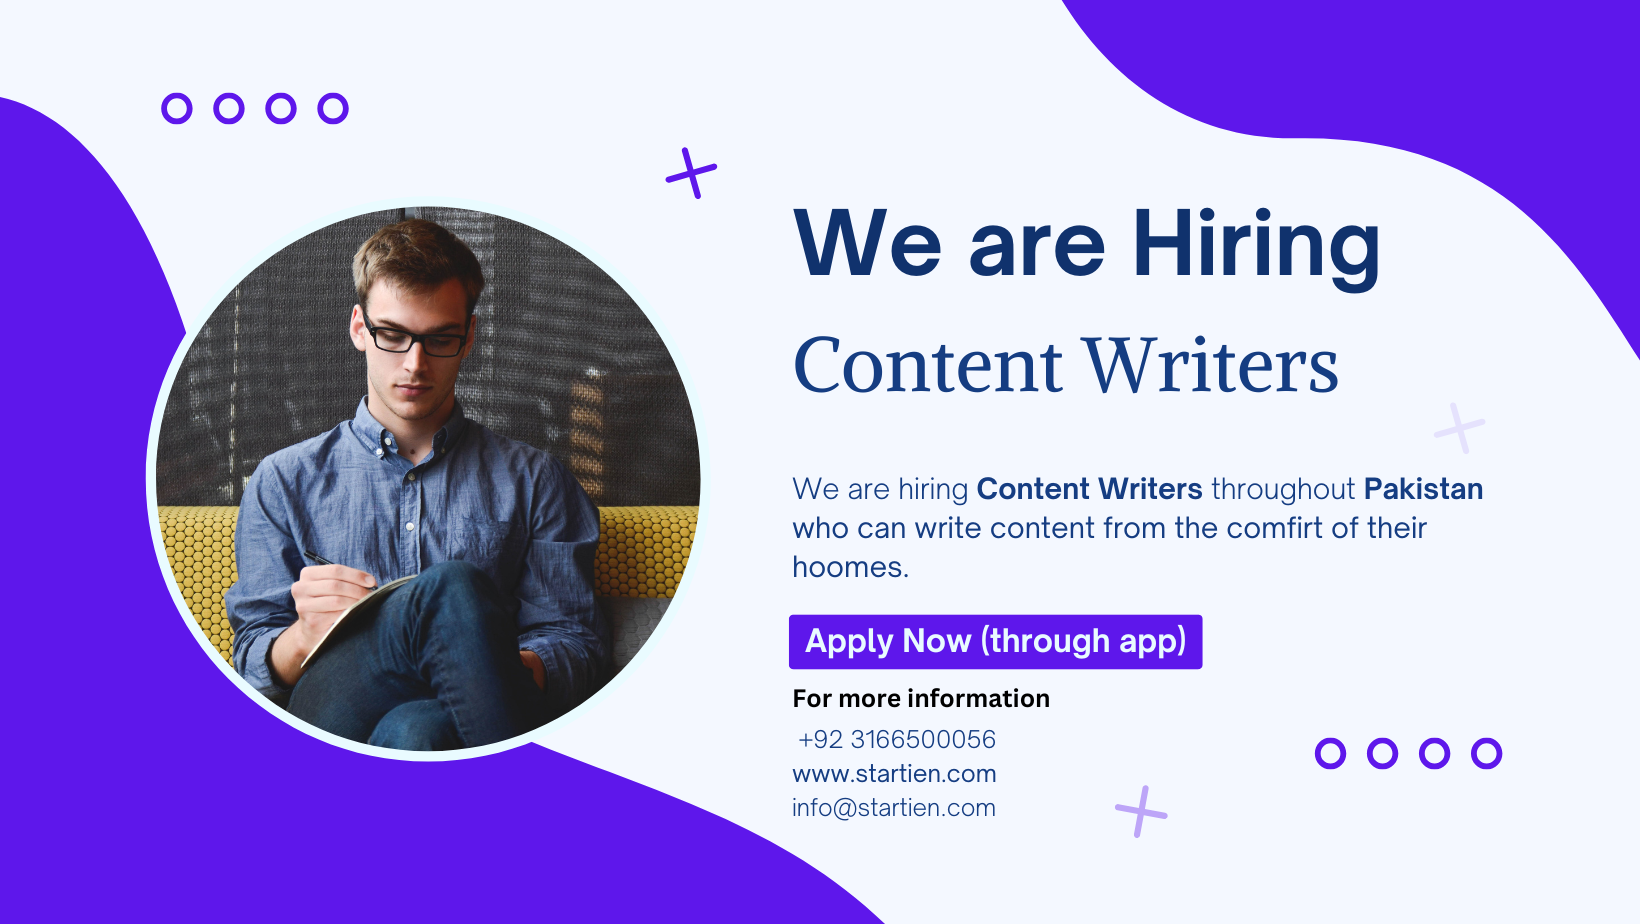 We are Hiring
Content Writers
We are hiring Content Writers throughout Pakistan
who can write content from the comfirt of their
hoomes.
Apply Now (through app)
For more information
+92 3166500056
www.startien.com
info@startien.com